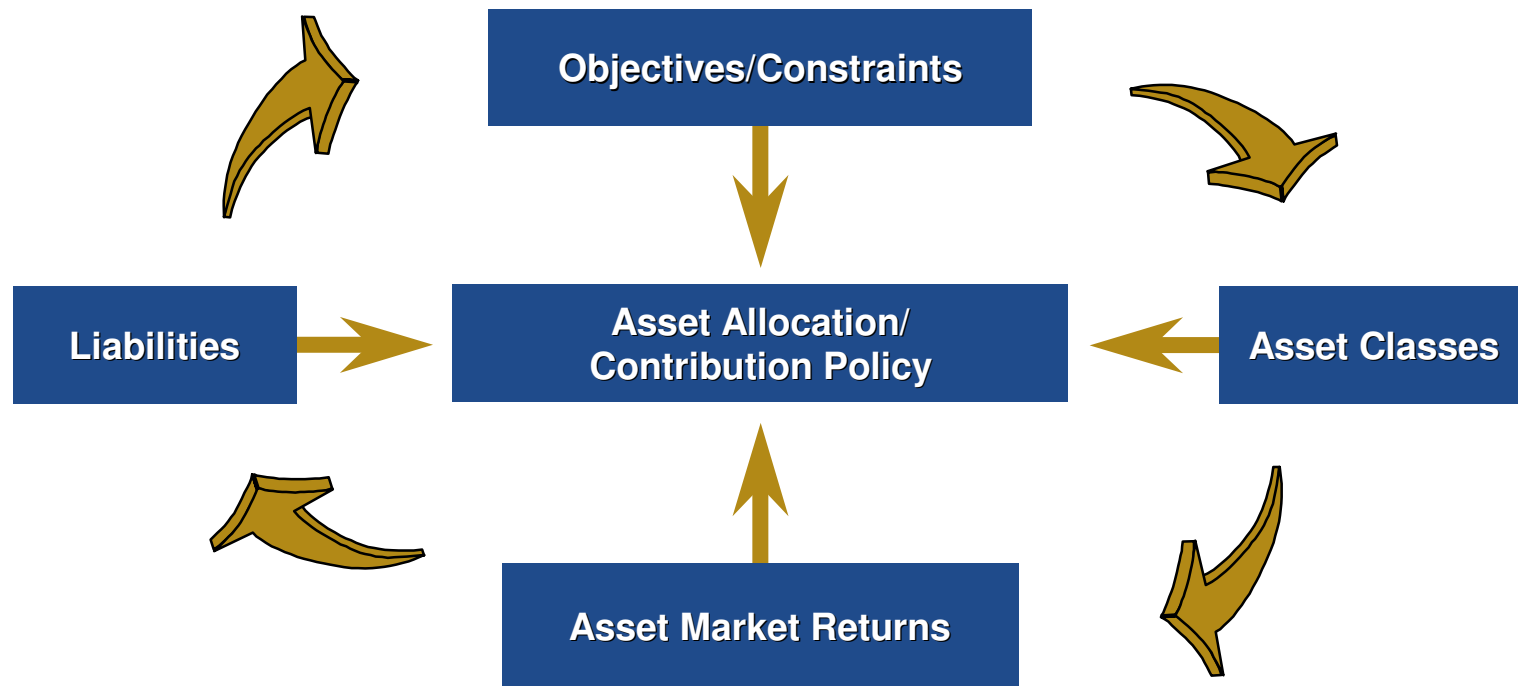 Objectives/Constraints
Liabilities
Asset Allocation/
Contribution Policy
Asset Classes
Asset Market Returns